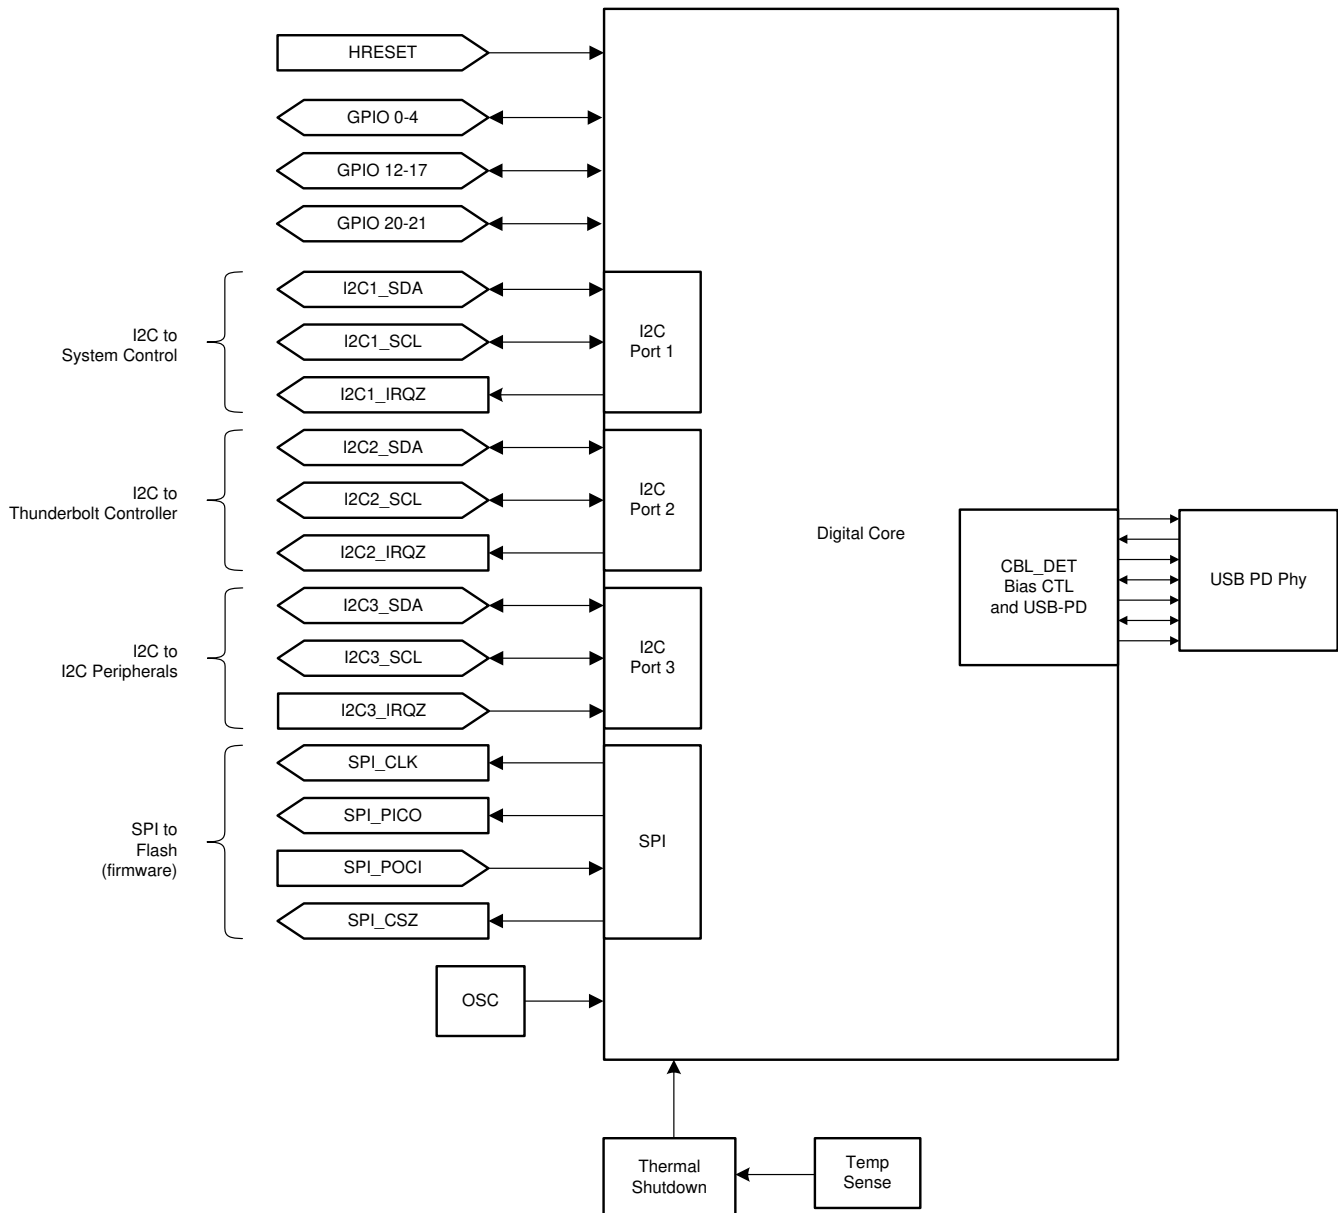 HRESET
GPIO 0-4
GPIO 12-17
GPIO 20-21
I2C to
System Control
I2C1_SDA
I2C1_SCL
I2C1_IRQZ
I2C
Port 1
I2C to
Thunderbolt Controller
I2C2_SDA
I2C2_SCL
I2C2_IRQZ
I2C
Port 2
Digital Core
CBL_DET
Bias CTL
and USB-PD
USB PD Phy
I2C to
I2C Peripherals
I2C3_SDA
I2C3_SCL
I2C3_IRQZ
I2C
Port 3
SPI to
Flash
(firmware)
SPI_CLK
SPI_PICO
SPI_POCI
SPI_CSZ
SPI
OSC
Thermal
Shutdown
Temp
Sense